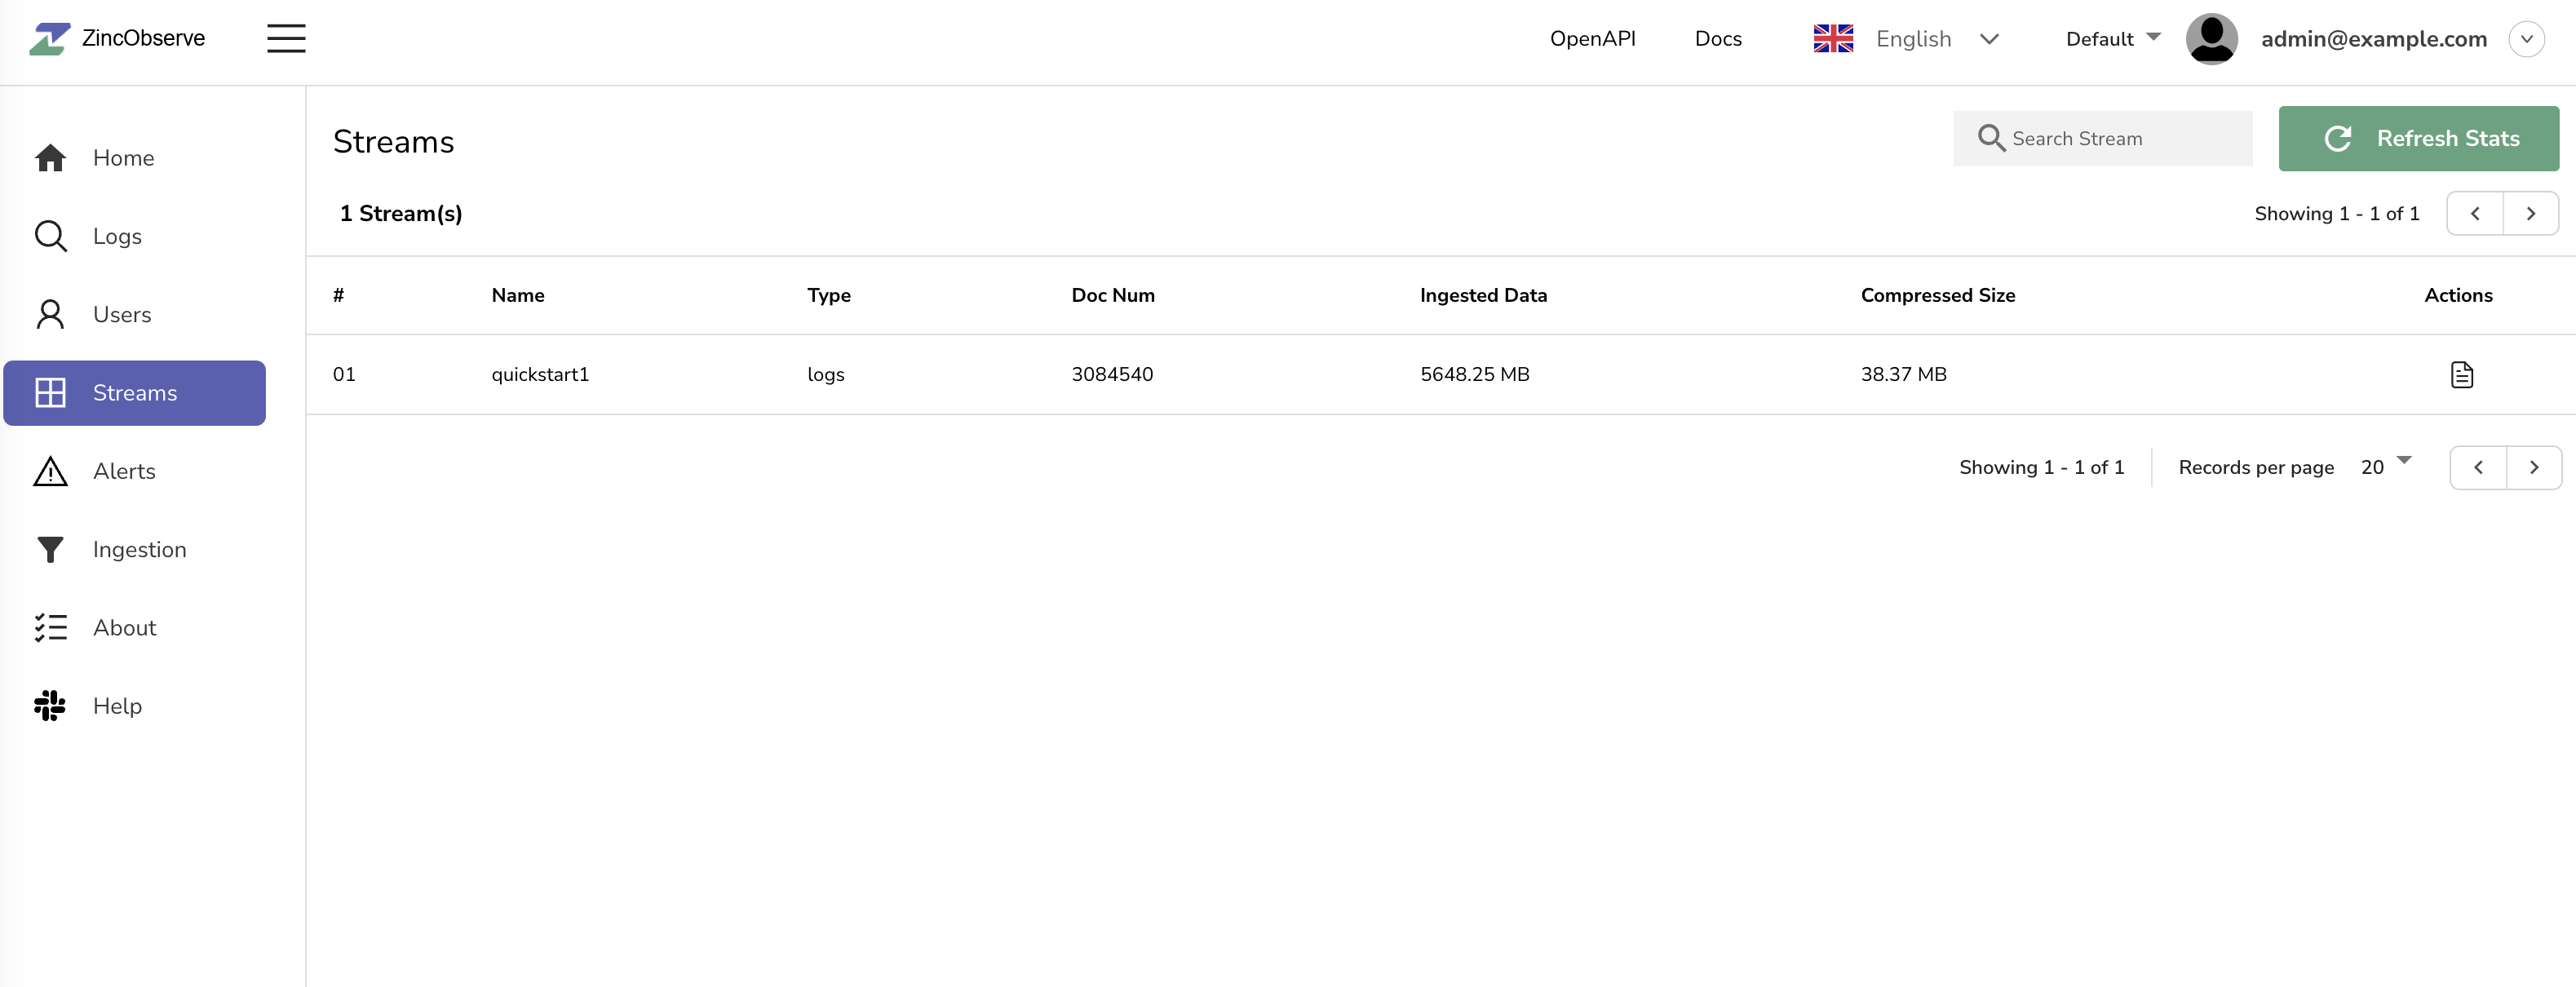 ZincObserve
OpenAPI Docs English Default admin@example.com
Home
Logs
Users
Streams
Alerts
Ingestion
About
Help
Streams
Search Stream
Refresh Stats
1 Stream(s)
Showing 1 - 1 of 1
# Name Type Doc Num Ingested Data Compressed Size Actions
01 quickstart1 logs 3084540 5648.25 MB 38.37 MB
Showing 1 - 1 of 1 Records per page 20